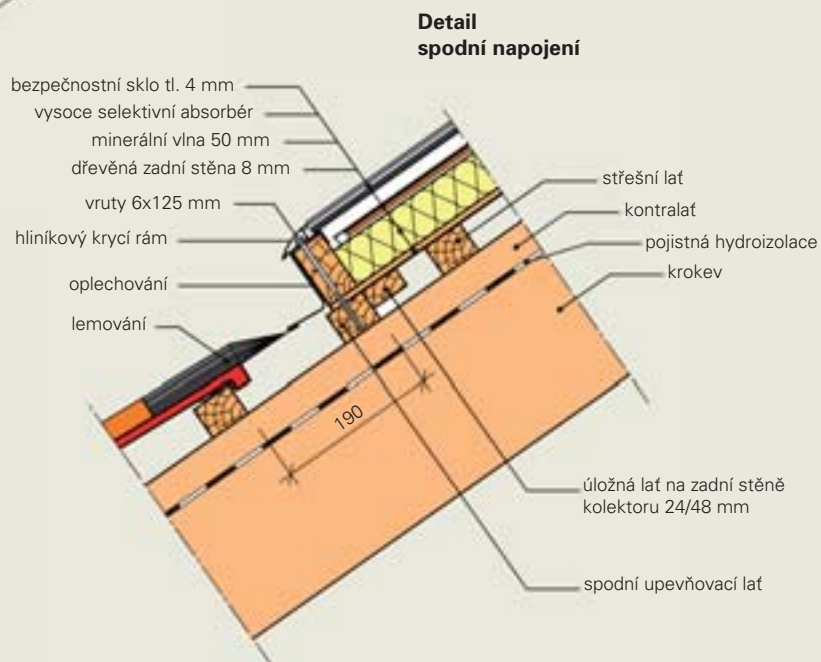 Detail
spodní napojení
bezpečnostní sklo tl. 4 mm
vysoce selektivní absorbér
minerální vlna 50 mm
dřevěná zadní stěna 8 mm
vruty 6x125 mm
hliníkový krycí rám
oplechování
lemování
střešní lať
kontralať
pojistná hydroizolace
krokev
190
úložná lať na zadní stěně
kolektoru 24/48 mm
spodní upevňovací lať